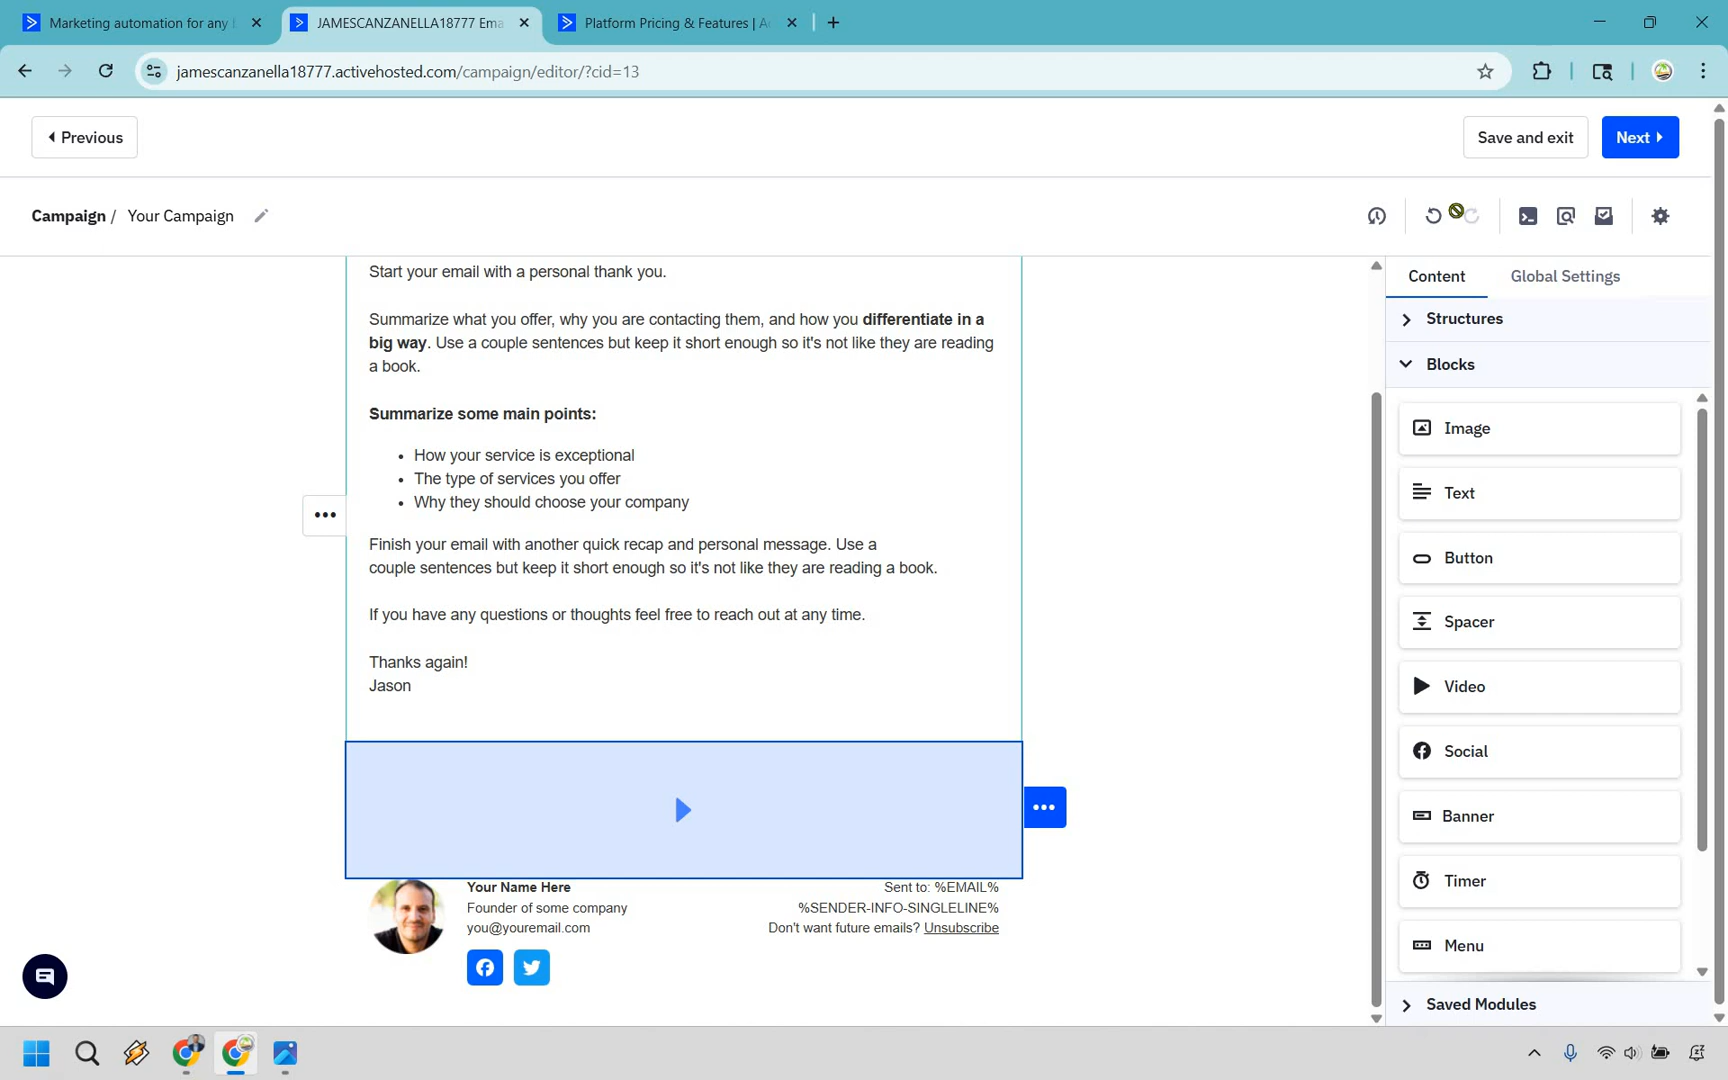 Marketing automation for any
JAMESCANZANELLA18777 Ema
Platform Pricing & Features | A
jamescanzanella18777.activehosted.com/campaign/editor/?cid=13
Previous
Save and exit
Next
Campaign / Your Campaign
Content
Global Settings
Start your email with a personal thank you.
Summarize what you offer, why you are contacting them, and how you differentiate in a
big way. Use a couple sentences but keep it short enough so it's not like they are reading
a book.
Summarize some main points:
• How your service is exceptional
• The type of services you offer
• Why they should choose your company
Finish your email with another quick recap and personal message. Use a
couple sentences but keep it short enough so it's not like they are reading a book.
If you have any questions or thoughts feel free to reach out at any time.
Thanks again!
Jason
Your Name Here
Founder of some company
you@youremail.com
Sent to: %EMAIL%
%SENDER-INFO-SINGLELINE%
Don't want future emails? Unsubscribe
Structures
Blocks
Image
Text
Button
Spacer
Video
Social
Banner
Timer
Menu
Saved Modules